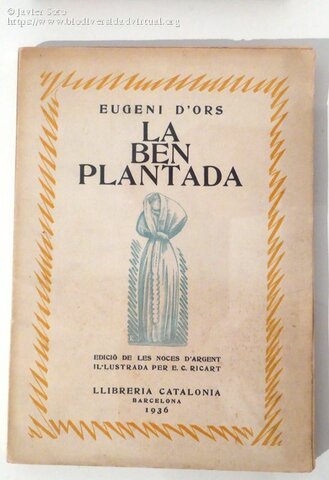 © Javier Soto
https://www.biodiversidadvirtual.org
EUGENI D'ORS
LA
BEN
PLANTADA
EDICIÓ DE LES NOCES D'ARGENT
IL·LUSTRADA PER E. C. RICART
LLIBRERIA CATALONIA
BARCELONA
1936